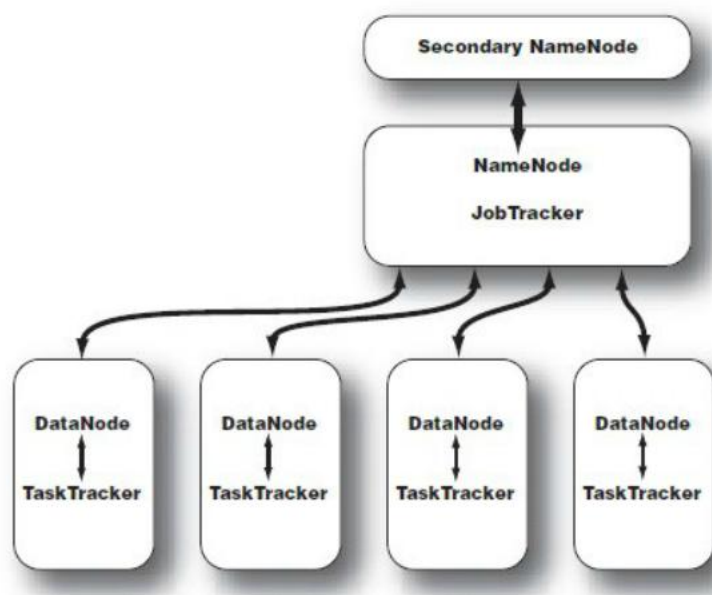 Secondary NameNode
NameNode
JobTracker
DataNode
TaskTracker
DataNode
TaskTracker
DataNode
TaskTracker
DataNode
TaskTracker